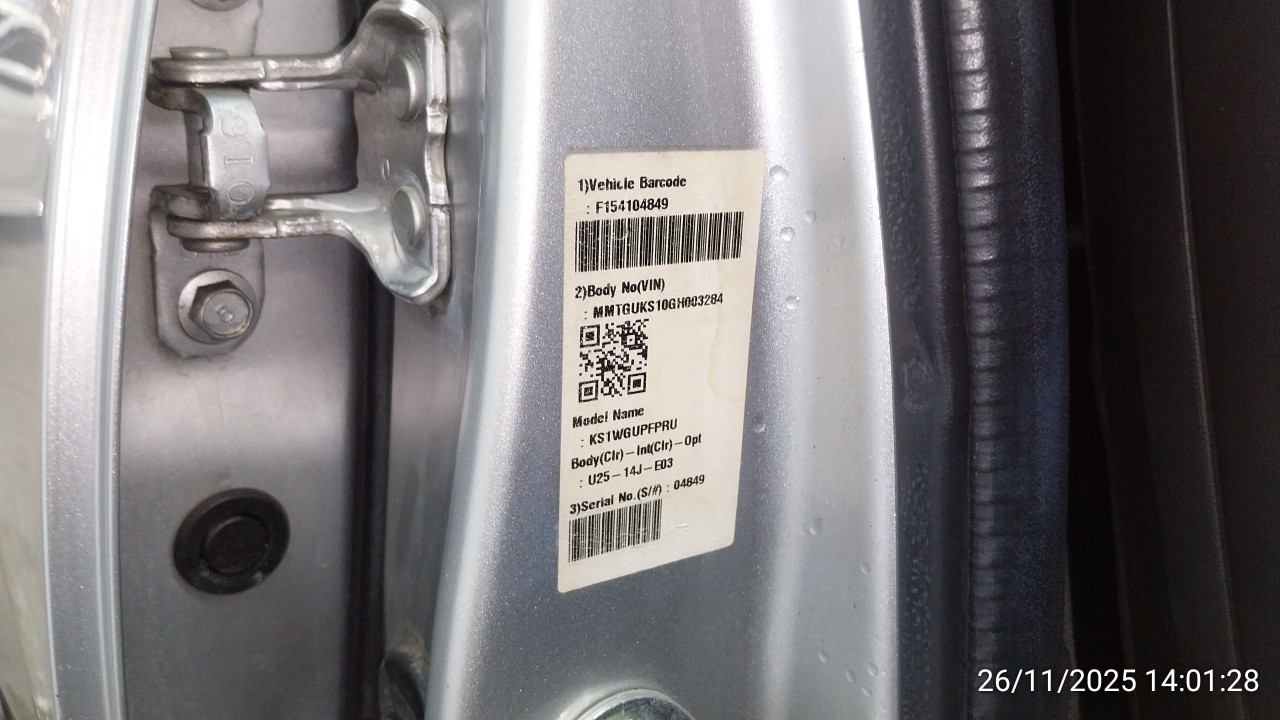 1)Vehicle Barcode
: F154104849
2)Body No(VIN)
: MMTGUKS10GH003284
Model Name
: KS1WGUPFPRU
Body(Clr)-Int(Clr)-Opt
: U25-14J-E03
3)Serial No.(S/#) : 04849
26/11/2025 14:01:28